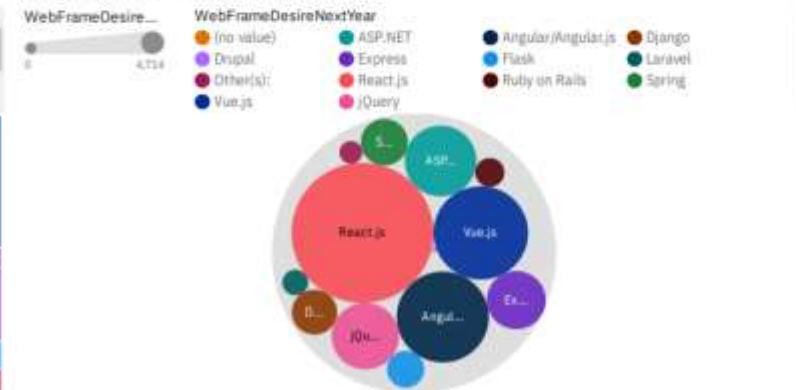 WebFrameDesire...
0 4,714
WebFrameDesireNextYear
(no value) ASP.NET Angular/Angular.js Django
Drupal Express Flask Laravel
Other(s): React.js Ruby on Rails Spring
Vue.js jQuery
S...
ASP...
React.js
Vue.js
Ex...
D...
Angul...
jQu...